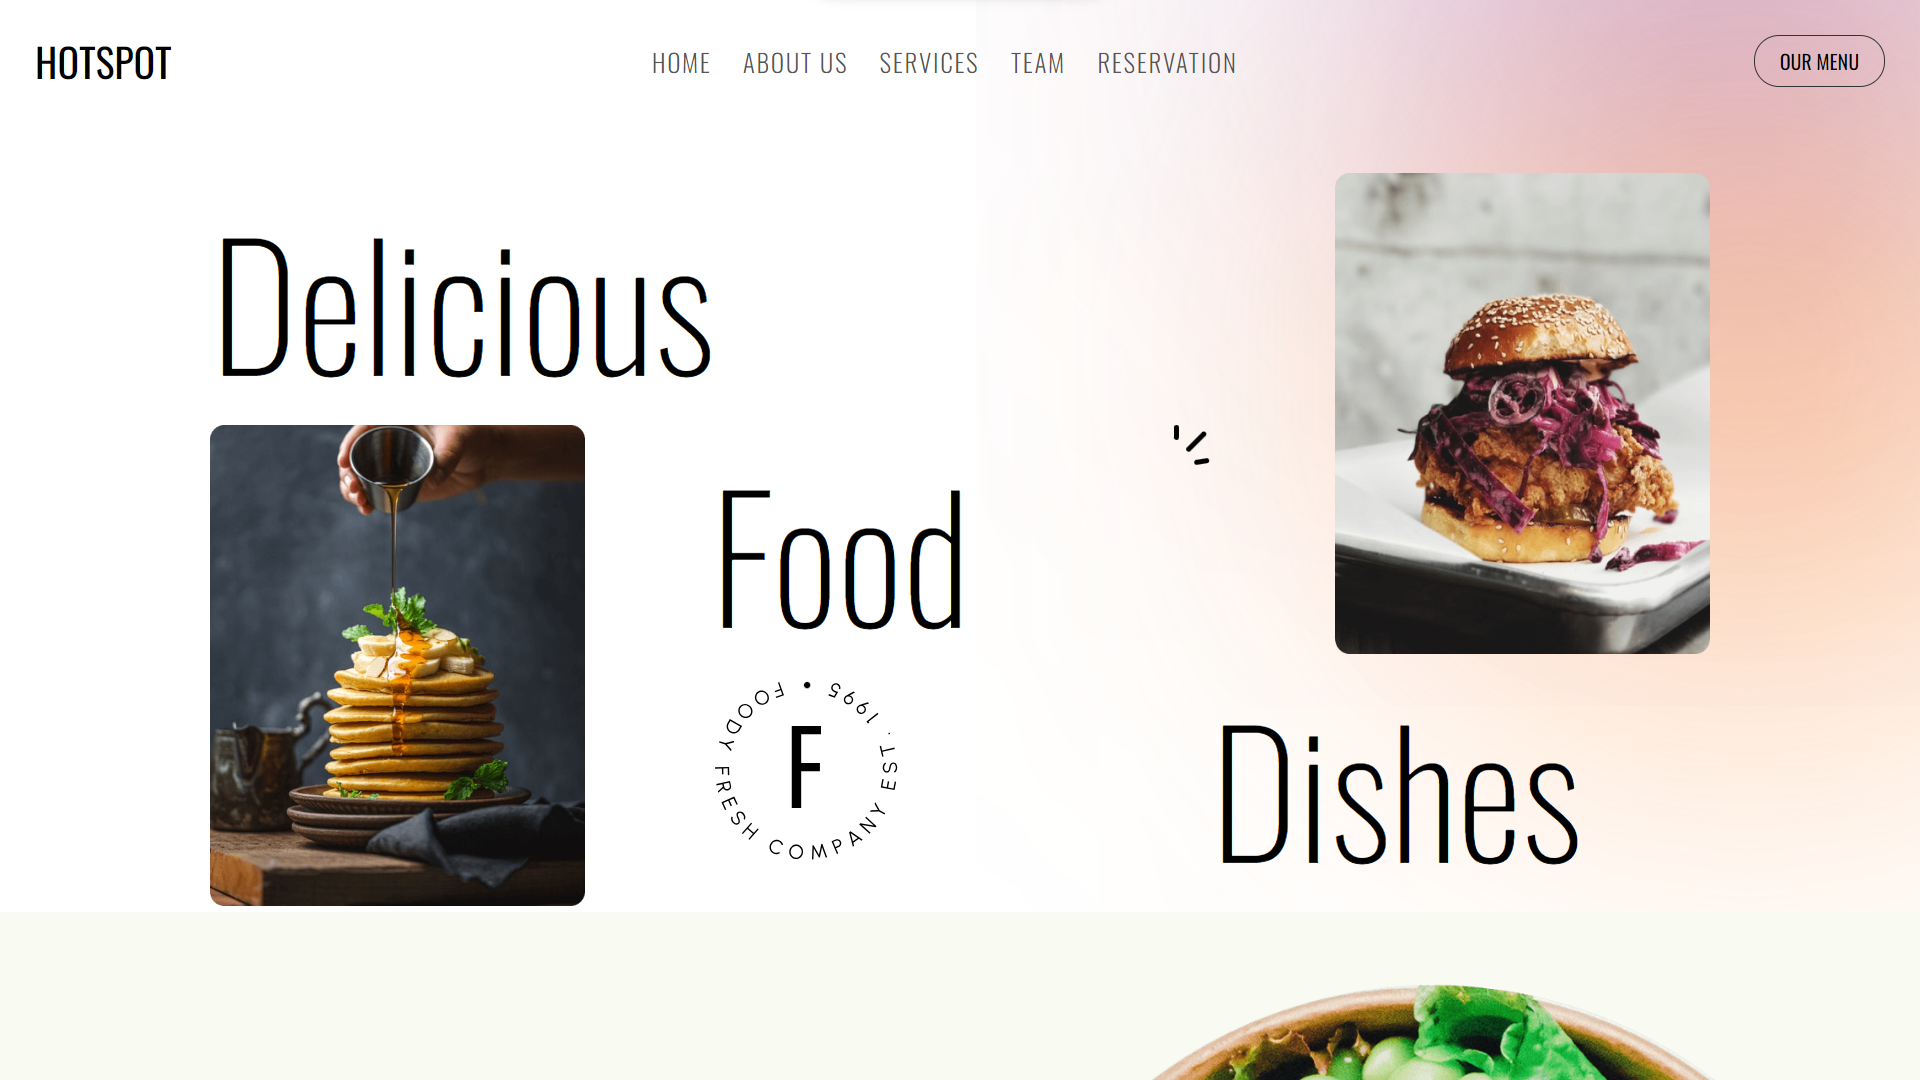 HOTSPOT
HOME ABOUT US SERVICES TEAM RESERVATION
OUR MENU
Delicious
Food
Dishes
FOODY FRESH COMPANY EST . 1995 •
F